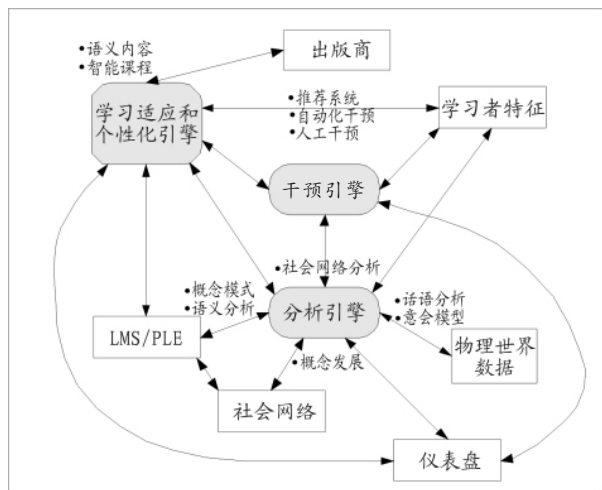 •语义内容
•智能课程
出版商
学习适应和
个性化引擎
•推荐系统
•自动化干预
•人工干预
学习者特征
干预引擎
•社会网络分析
•概念模式
•语义分析
分析引擎
•话语分析
•意会模型
LMS/PLE
•概念发展
物理世界
数据
社会网络
仪表盘